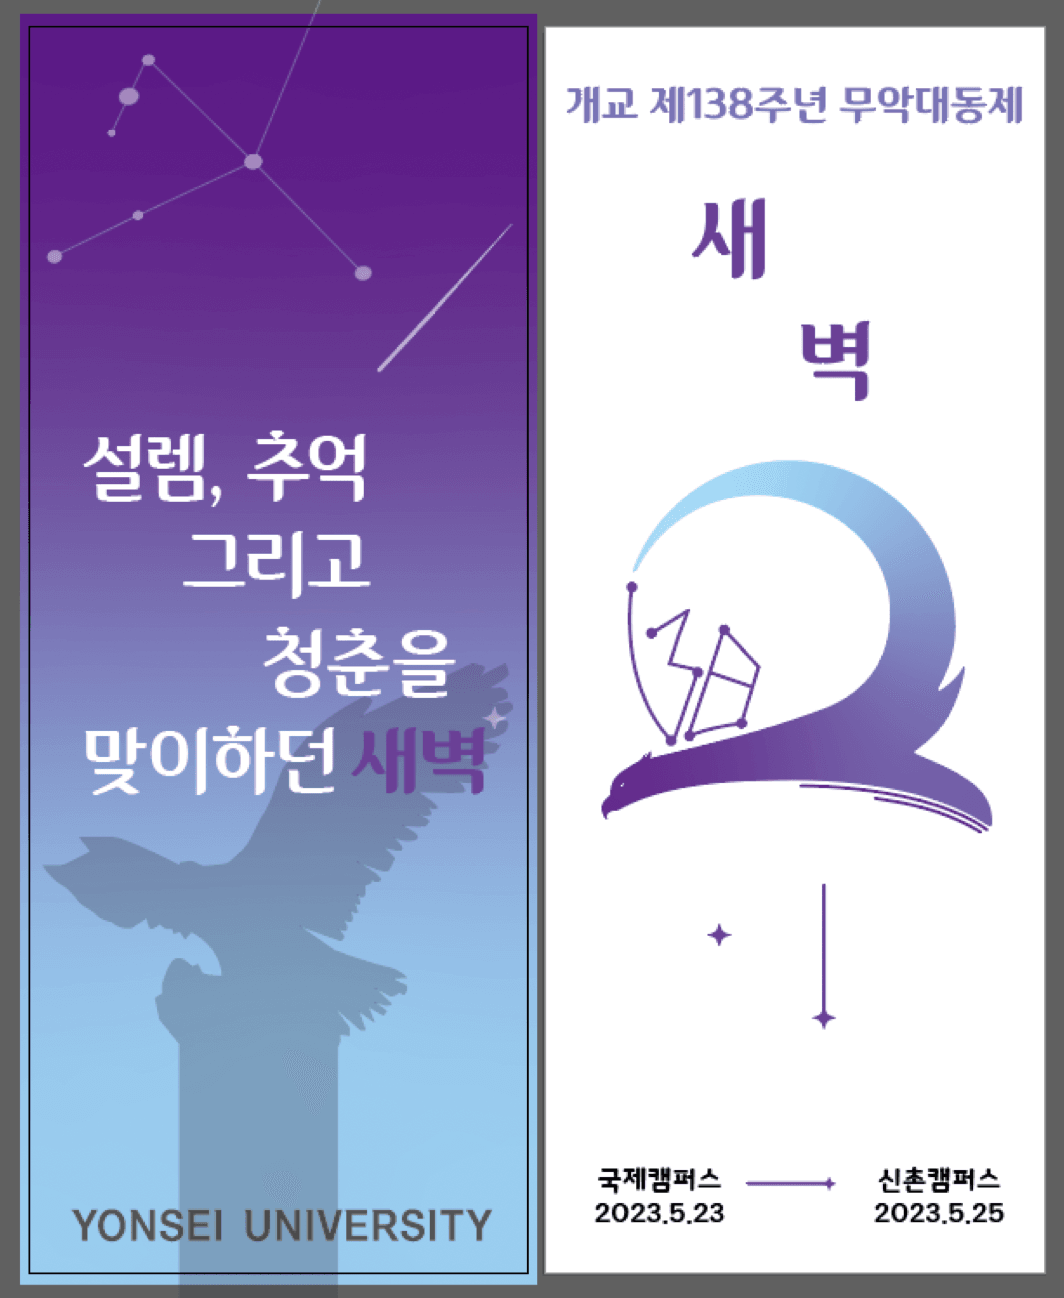 설렘, 추억
그리고
청춘을
맞이하던 새벽
YONSEI UNIVERSITY
개교 제138주년 무악대동제
새
벽
138
국제캠퍼스
2023.5.23
신촌캠퍼스
2023.5.25